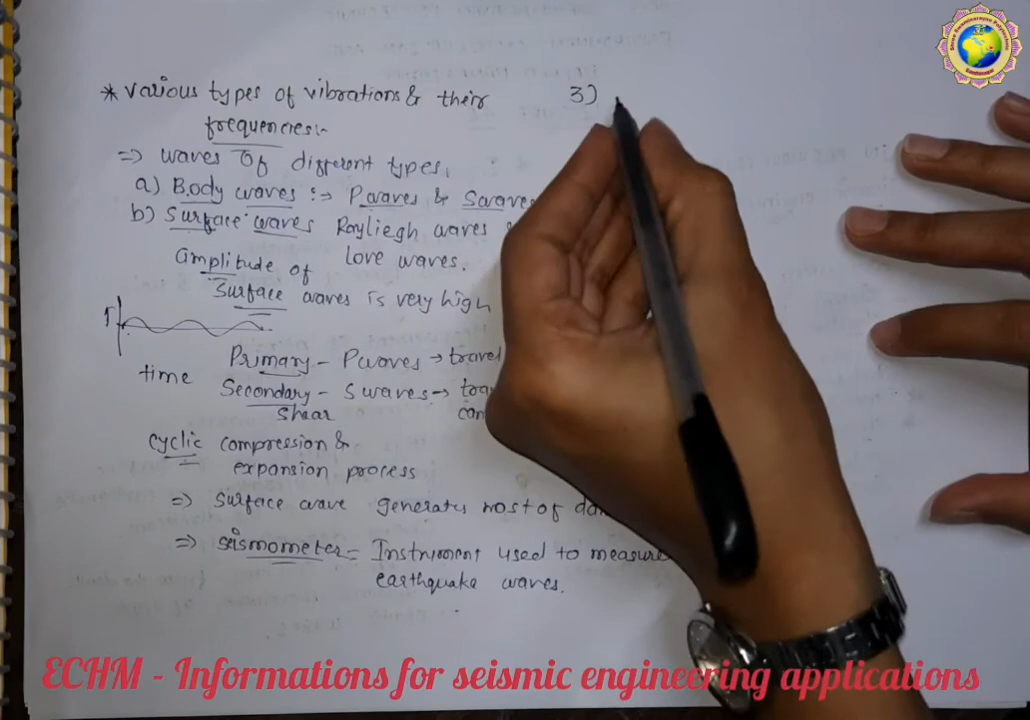 * Various types of vibrations & their 3)
frequencies:-
=> waves of different types.
a) Body waves :=> P waves & S waves
b) Surface waves Rayliegh waves
love waves.
Amplitude of
Surface waves is very high
Primary - P waves → travel
time
Secondary - S waves →
Shear can
cyclic compression &
expansion process
=> surface wave generates most of
=> seismometer = Instrument used to measure
earthquake waves.
ECHM - Informations for seismic engineering applications